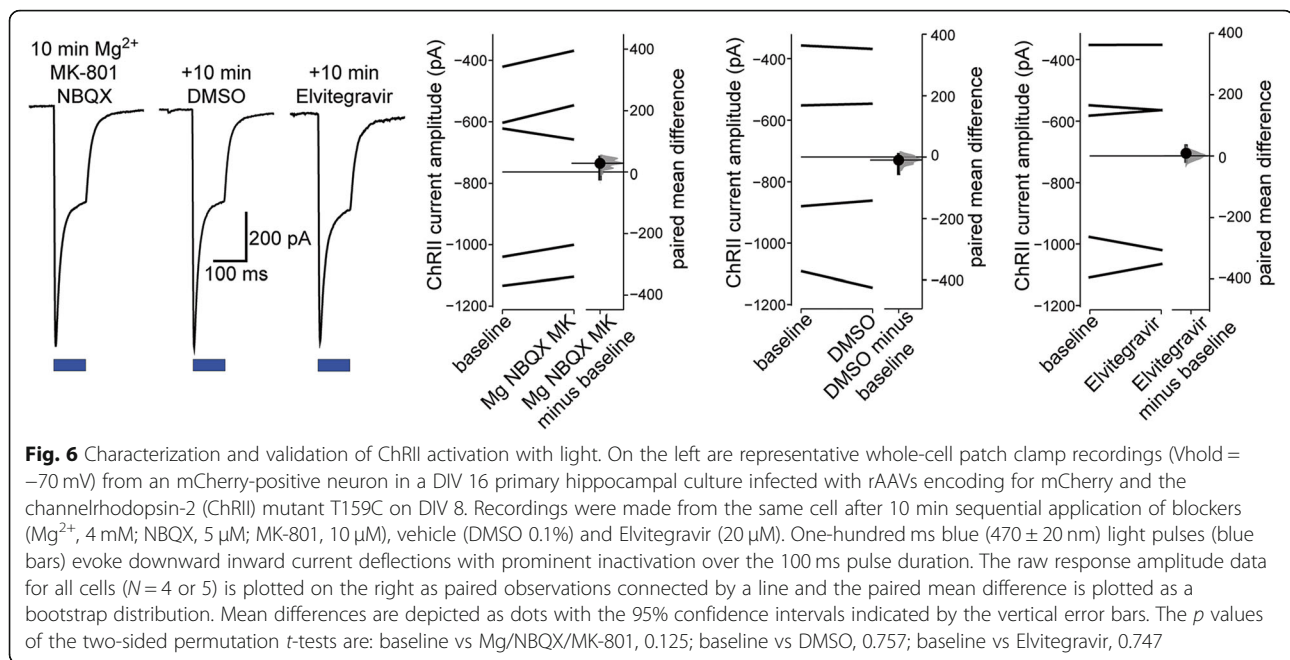 10 min Mg2+
MK-801
NBQX
+10 min
DMSO
+10 min
Elvitegravir
200 pA
100 ms
ChRII current amplitude (pA)
−400
−600
−800
−1000
−1200
400
200
0
−200
−400
paired mean difference
baseline
Mg NBQX MK
Mg NBQX MK
minus baseline
ChRII current amplitude (pA)
−400
−600
−800
−1000
−1200
400
200
0
−200
−400
paired mean difference
baseline
DMSO
DMSO minus
baseline
ChRII current amplitude (pA)
−400
−600
−800
−1000
−1200
400
200
0
−200
−400
paired mean difference
baseline
Elvitegravir
Elvitegravir
minus baseline
Fig. 6 Characterization and validation of ChRII activation with light. On the left are representative whole-cell patch clamp recordings (Vhold =
−70 mV) from an mCherry-positive neuron in a DIV 16 primary hippocampal culture infected with rAAVs encoding for mCherry and the
channelrhodopsin-2 (ChRII) mutant T159C on DIV 8. Recordings were made from the same cell after 10 min sequential application of blockers
(Mg2+, 4 mM; NBQX, 5 μM; MK-801, 10 μM), vehicle (DMSO 0.1%) and Elvitegravir (20 μM). One-hundred ms blue (470 ± 20 nm) light pulses (blue
bars) evoke downward inward current deflections with prominent inactivation over the 100 ms pulse duration. The raw response amplitude data
for all cells (N = 4 or 5) is plotted on the right as paired observations connected by a line and the paired mean difference is plotted as a
bootstrap distribution. Mean differences are depicted as dots with the 95% confidence intervals indicated by the vertical error bars. The p values
of the two-sided permutation t-tests are: baseline vs Mg/NBQX/MK-801, 0.125; baseline vs DMSO, 0.757; baseline vs Elvitegravir, 0.747